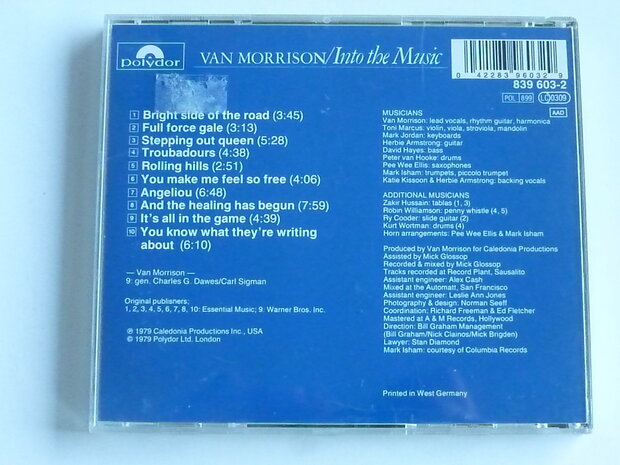 polydor
VAN MORRISON/Into the Music
0 42283 96032 9
839 603-2
POL 899
LC 0309
AAD
1 Bright side of the road (3:45)
2 Full force gale (3:13)
3 Stepping out queen (5:28)
4 Troubadours (4:38)
5 Rolling hills (2:51)
6 You make me feel so free (4:06)
7 Angeliou (6:48)
8 And the healing has begun (7:59)
9 It's all in the game (4:39)
10 You know what they're writing
about (6:10)
— Van Morrison —
9: gen. Charles G. Dawes/Carl Sigman
Original publishers;
1, 2, 3, 4, 5, 6, 7, 8, 10: Essential Music; 9: Warner Bros. Inc.
℗ 1979 Caledonia Productions Inc., USA
© 1979 Polydor Ltd. London
MUSICIANS
Van Morrison: lead vocals, rhythm guitar, harmonica
Toni Marcus: violin, viola, stroviola, mandolin
Mark Jordan: keyboards
Herbie Armstrong: guitar
David Hayes: bass
Peter van Hooke: drums
Pee Wee Ellis: saxophones
Mark Isham: trumpets, piccolo trumpet
Katie Kissoon & Herbie Armstrong: backing vocals
ADDITIONAL MUSICIANS
Zakir Hussain: tablas (1, 3)
Robin Williamson: penny whistle (4, 5)
Ry Cooder: slide guitar (2)
Kurt Wortman: drums (4)
Horn arrangements: Pee Wee Ellis & Mark Isham
Produced by Van Morrison for Caledonia Productions
Assisted by Mick Glossop
Recorded & mixed by Mick Glossop
Tracks recorded at Record Plant, Sausalito
Assistant engineer: Alex Cash
Mixed at the Automatt, San Francisco
Assistant engineer: Leslie Ann Jones
Photography & design: Norman Seeff
Coordination: Richard Freeman & Ed Fletcher
Mastered at A & M Records, Hollywood
Direction: Bill Graham Management
(Bill Graham/Nick Clainos/Mick Brigden)
Lawyer: Stan Diamond
Mark Isham: courtesy of Columbia Records
Printed in West Germany